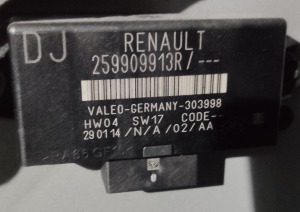 DJ RENAULT
259909913R/---
VALEO-GERMANY-303998
HW04 SW17 CODE--
290114/N/A/02/AA